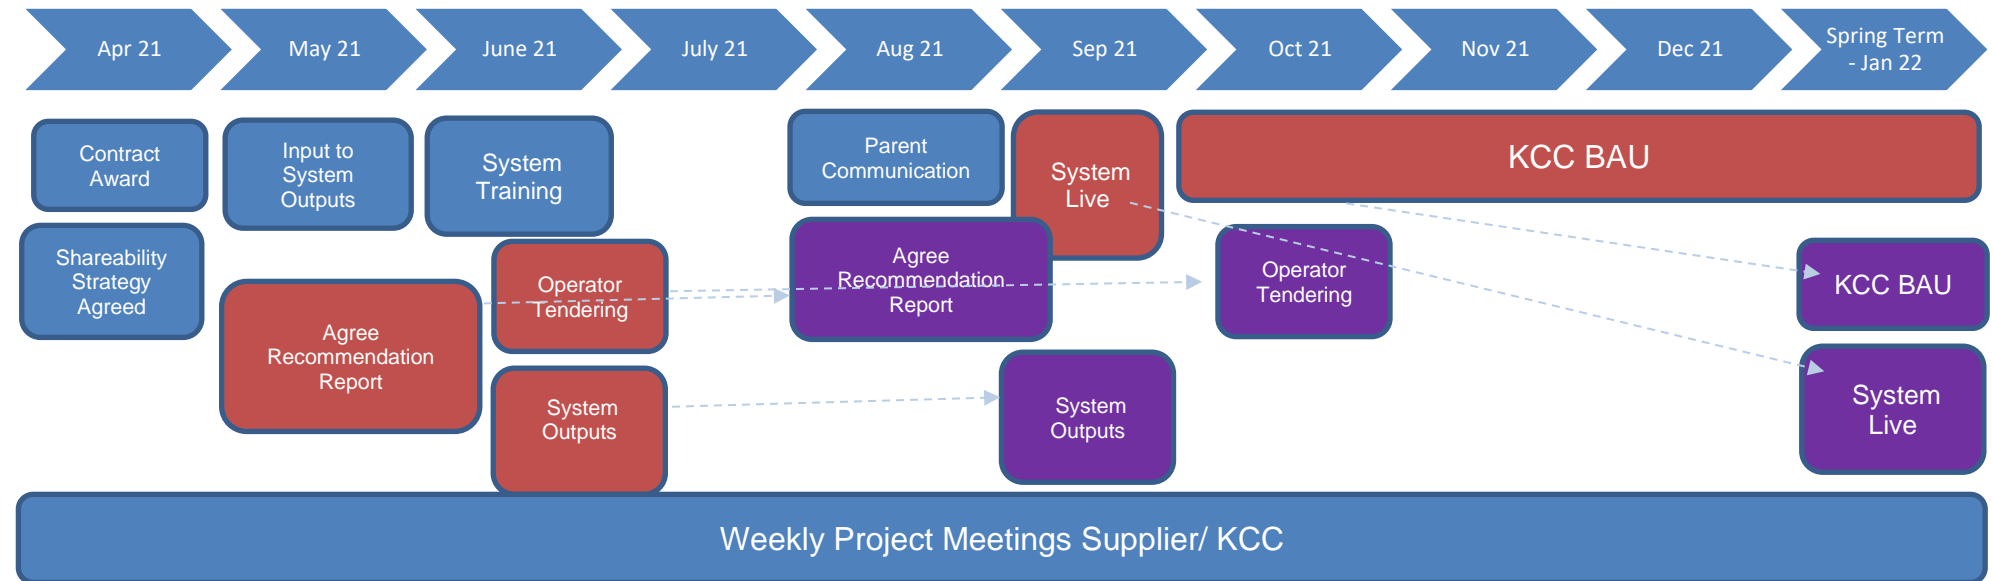 Apr 21
May 21
June 21
July 21
Aug 21
Sep 21
Oct 21
Nov 21
Dec 21
Spring Term
- Jan 22
Contract
Award
Input to
System
Outputs
System
Training
Parent
Communication
System
Live
KCC BAU
Shareability
Strategy
Agreed
Agree
Recommendation
Report
Operator
Tendering
Agree
Recommendation
Report
Operator
Tendering
KCC BAU
System
Outputs
System
Outputs
System
Live
Weekly Project Meetings Supplier/ KCC